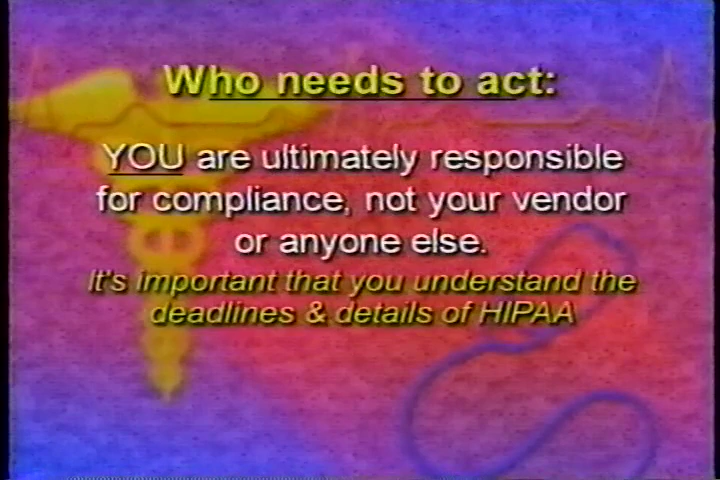 Who needs to act:
YOU are ultimately responsible
for compliance, not your vendor
or anyone else.
It's important that you understand the
deadlines & details of HIPAA